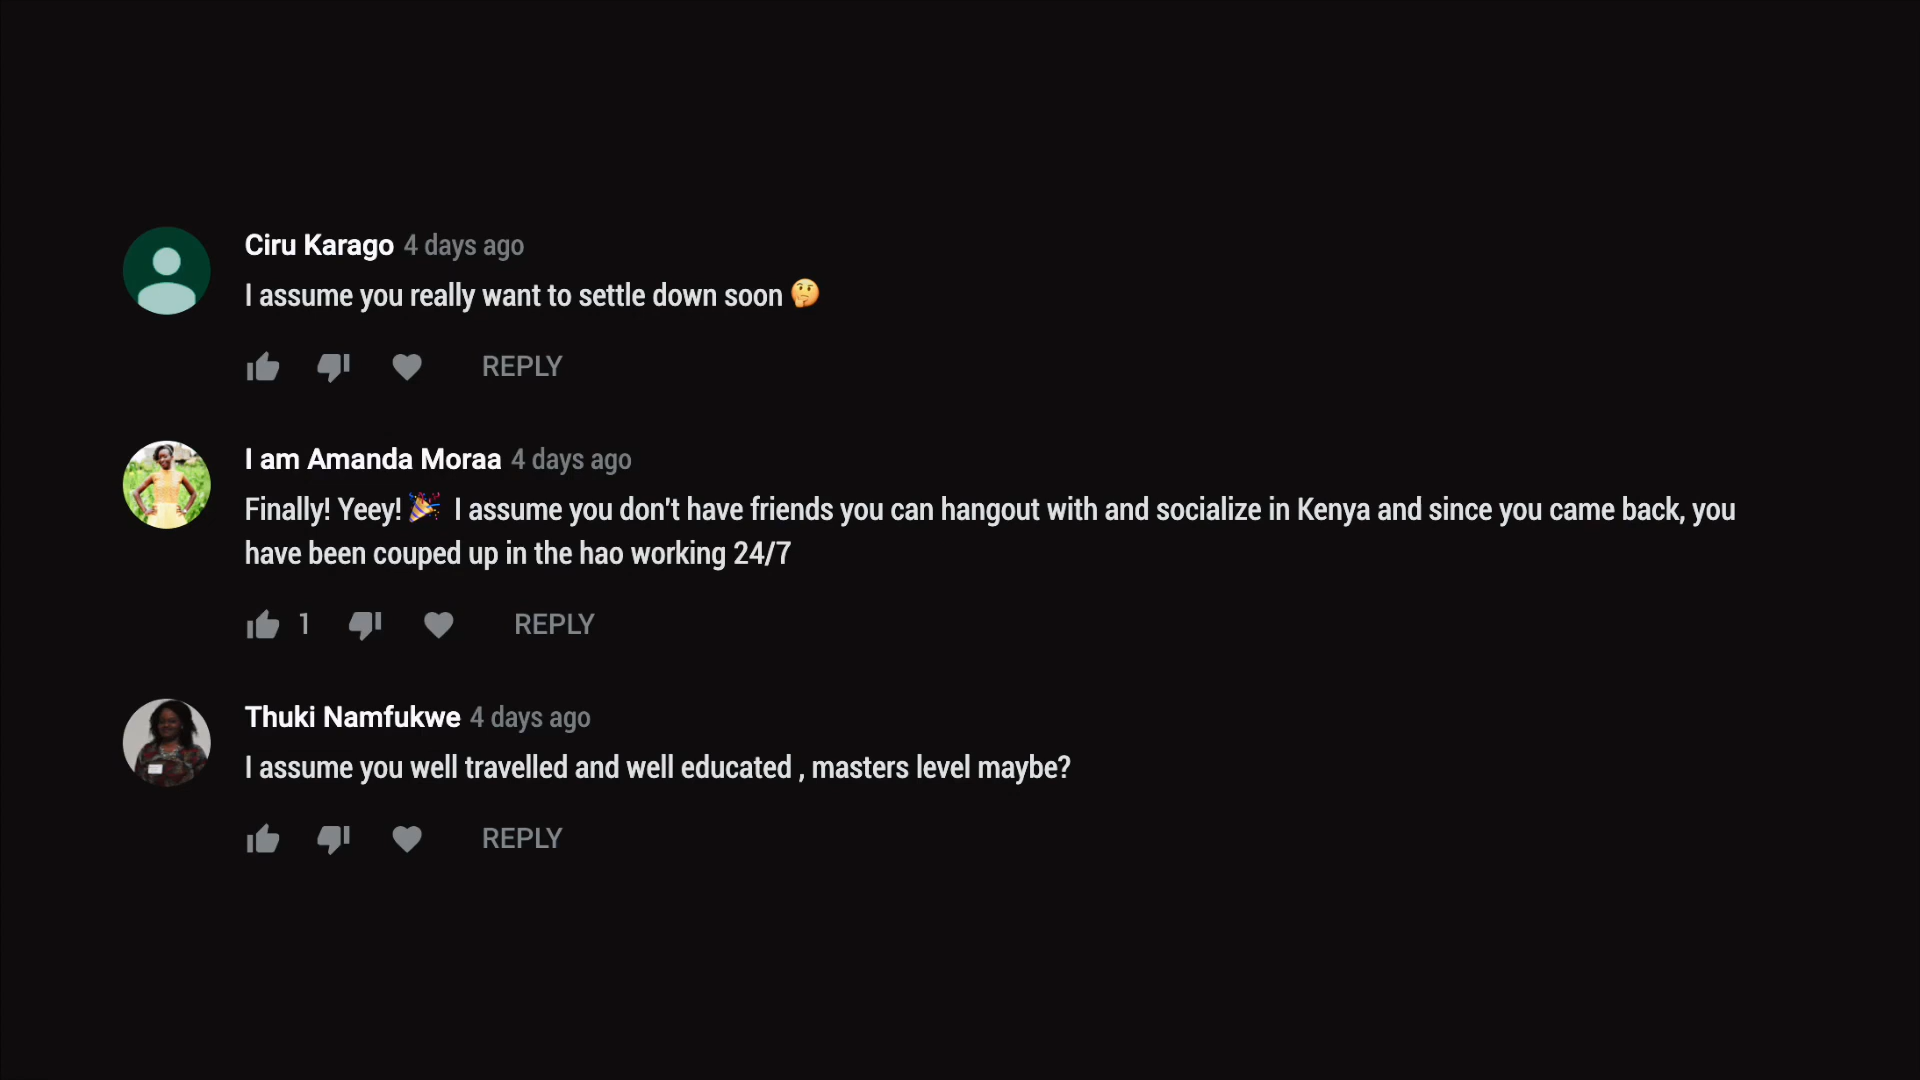 Ciru Karago 4 days ago
I assume you really want to settle down soon 🤔
REPLY
I am Amanda Moraa 4 days ago
Finally! Yeey! 🎉 I assume you don't have friends you can hangout with and socialize in Kenya and since you came back, you
have been couped up in the hao working 24/7
1 REPLY
Thuki Namfukwe 4 days ago
I assume you well travelled and well educated , masters level maybe?
REPLY